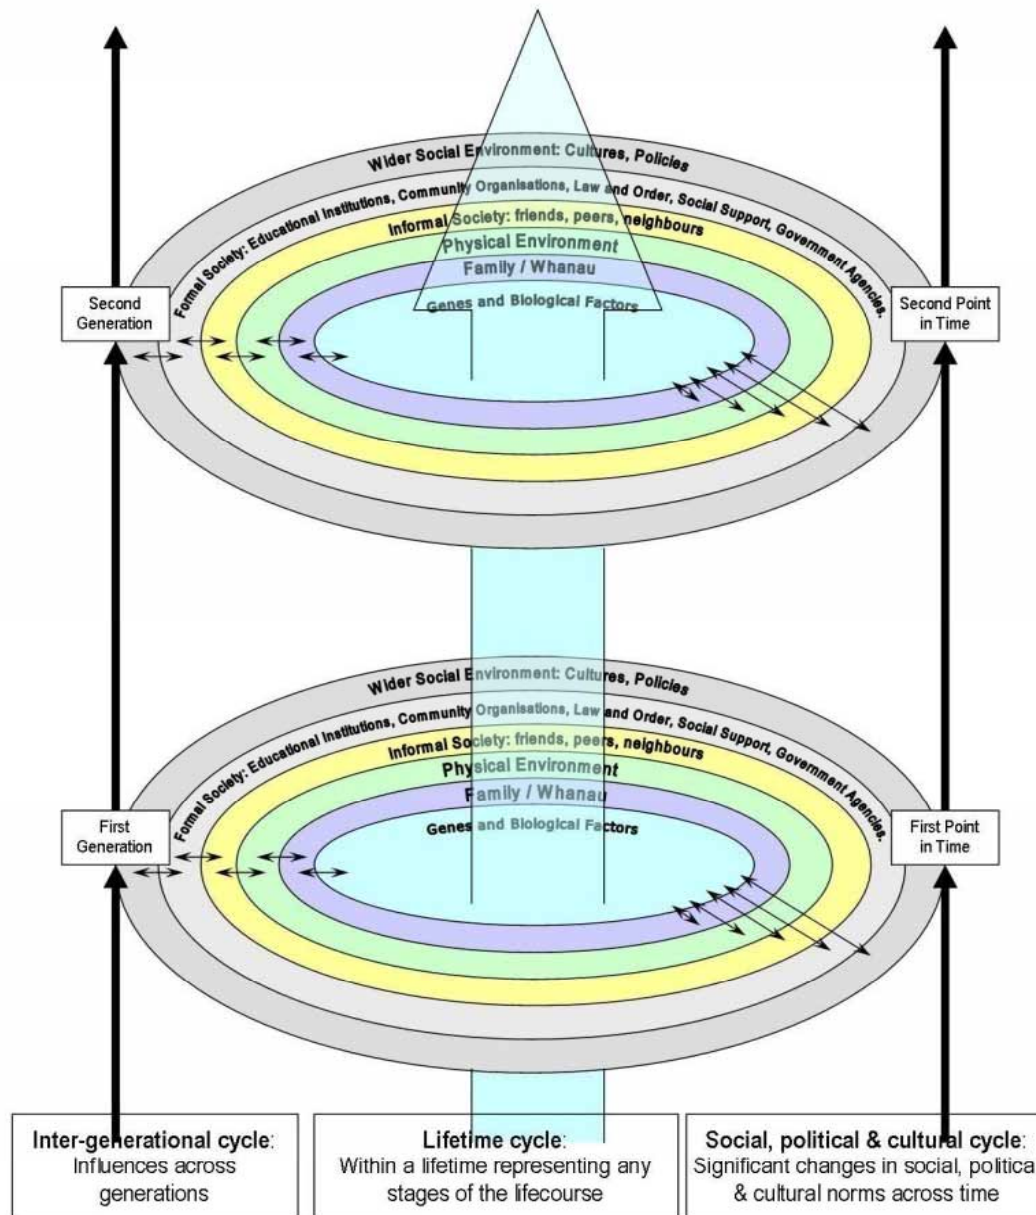 Wider Social Environment: Cultures, Policies
Formal Society: Educational Institutions, Community Organisations, Law and Order, Social Support, Government Agencies.
Informal Society: friends, peers, neighbours
Physical Environment
Family / Whanau
Genes and Biological Factors
Second
Generation
Second Point
in Time
Wider Social Environment: Cultures, Policies
Formal Society: Educational Institutions, Community Organisations, Law and Order, Social Support, Government Agencies.
Informal Society: friends, peers, neighbours
Physical Environment
Family / Whanau
Genes and Biological Factors
First
Generation
First Point
in Time
Inter-generational cycle:
Influences across
generations
Lifetime cycle:
Within a lifetime representing any
stages of the lifecourse
Social, political & cultural cycle:
Significant changes in social, politica
& cultural norms across time